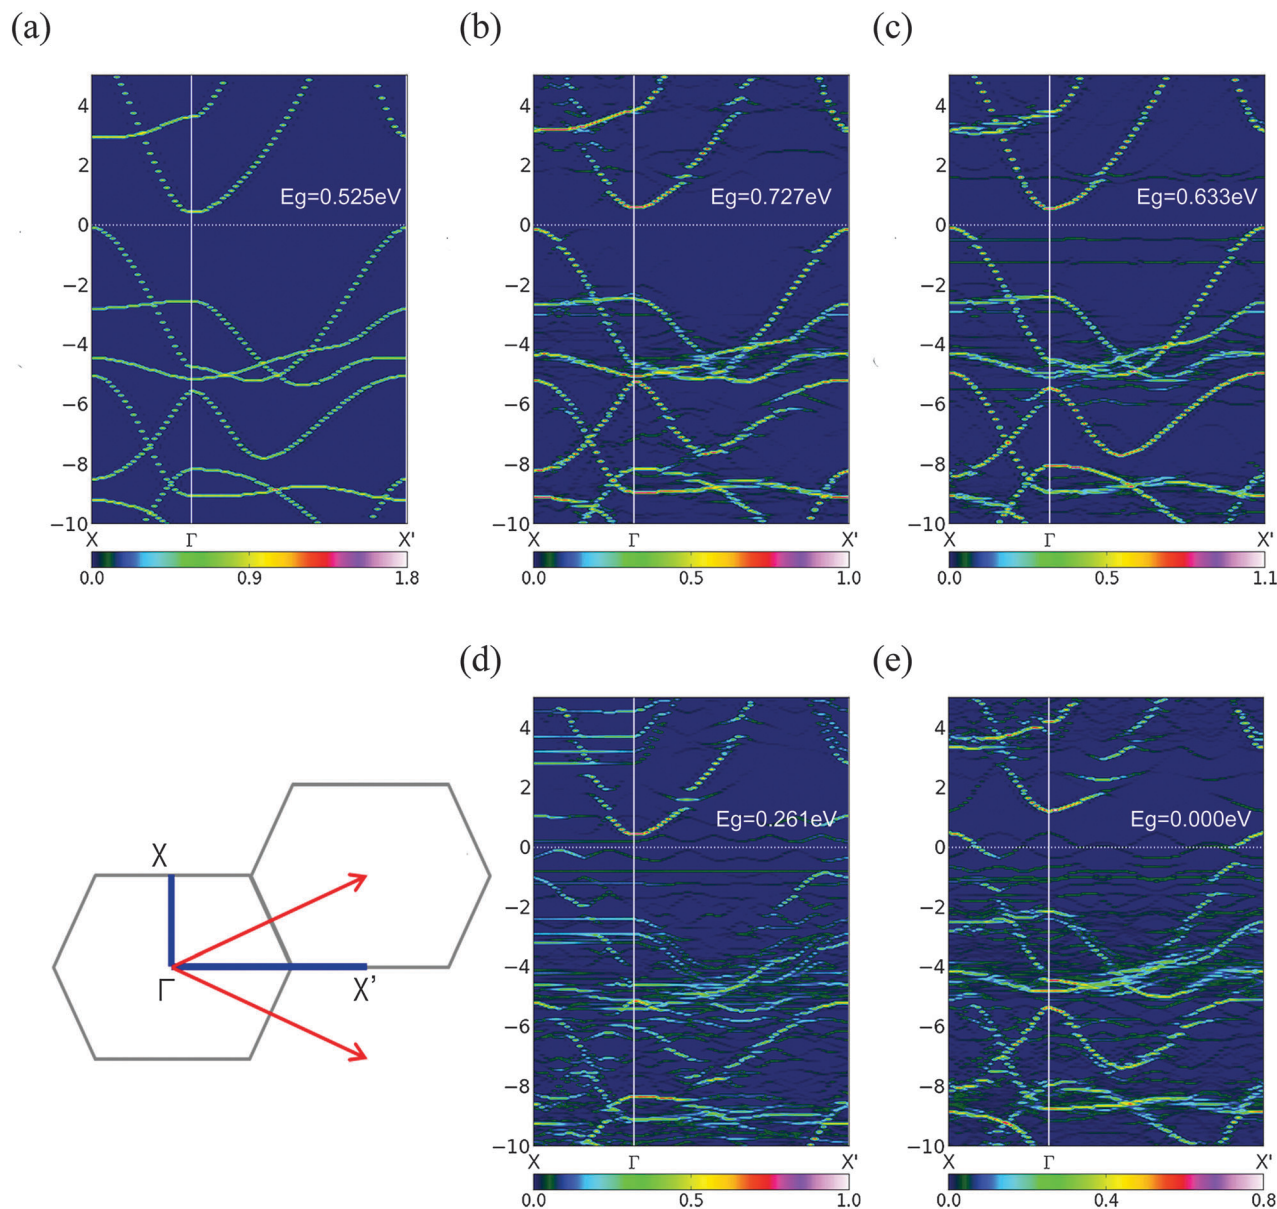 (a)
(b)
(c)
4
2
0
−2
−4
−6
−8
−10
Eg=0.525eV
X
Γ
X'
0.0
0.9
1.8
4
2
0
−2
−4
−6
−8
−10
Eg=0.727eV
X
Γ
X'
0.0
0.5
1.0
4
2
0
−2
−4
−6
−8
−10
Eg=0.633eV
X
Γ
X'
0.0
0.5
1.1
(d)
(e)
X
Γ
X'
4
2
0
−2
−4
−6
−8
−10
Eg=0.261eV
X
Γ
X'
0.0
0.5
1.0
4
2
0
−2
−4
−6
−8
−10
Eg=0.000eV
X
Γ
X'
0.0
0.4
0.8